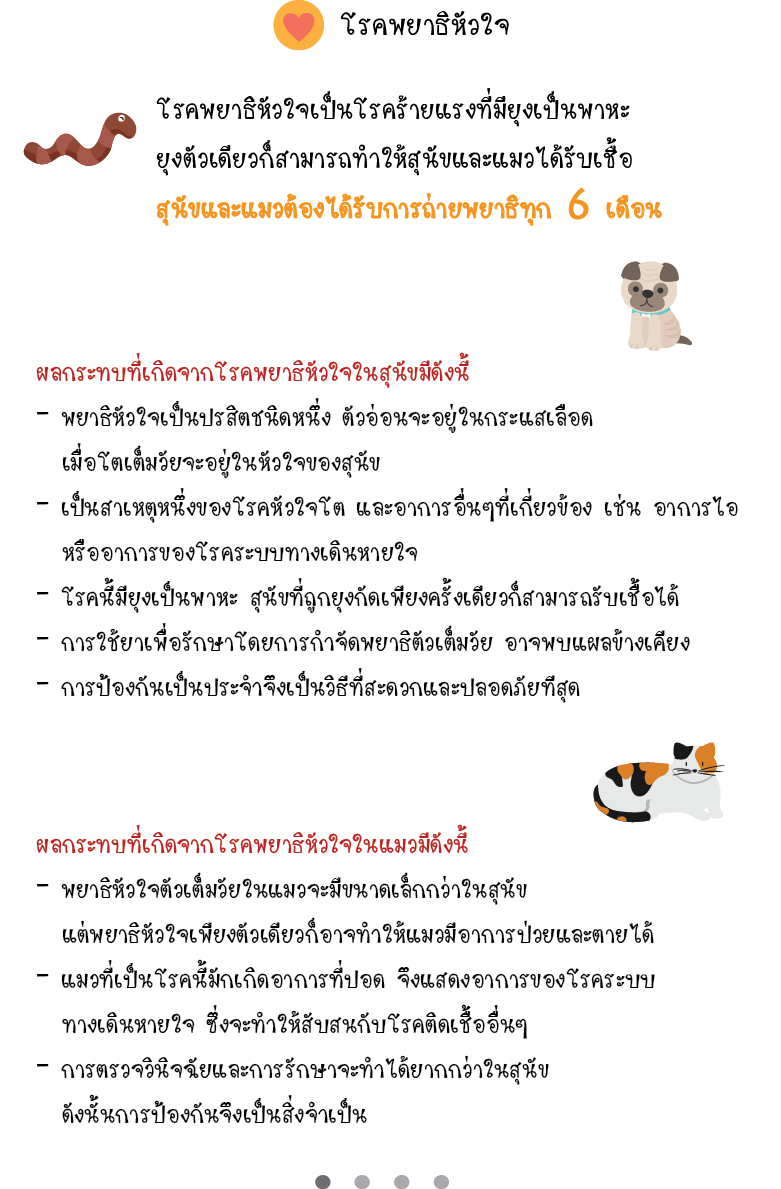 โรคพยาธิหัวใจ
โรคพยาธิหัวใจเป็นโรคร้ายแรงที่มียุงเป็นพาหะ
ยุงตัวเดียวก็สามารถทำให้สุนัขและแมวได้รับเชื้อ
สุนัขและแมวต้องได้รับการถ่ายพยาธิทุก 6 เดือน
ผลกระทบที่เกิดจากโรคพยาธิหัวใจในสุนัขมีดังนี้
- พยาธิหัวใจเป็นปรสิตชนิดหนึ่ง ตัวอ่อนจะอยู่ในกระแสเลือด
เมื่อโตเต็มวัยจะอยู่ในหัวใจของสุนัข
- เป็นสาเหตุหนึ่งของโรคหัวใจโต และอาการอื่นๆที่เกี่ยวข้อง เช่น อาการไอ
หรืออาการของโรคระบบทางเดินหายใจ
- โรคนี้มียุงเป็นพาหะ สุนัขที่ถูกยุงกัดเพียงครั้งเดียวก็สามารถรับเชื้อได้
- การใช้ยาเพื่อรักษาโดยการกำจัดพยาธิตัวเต็มวัย อาจพบแผลข้างเคียง
- การป้องกันเป็นประจำจึงเป็นวิธีที่สะดวกและปลอดภัยทีสุด
ผลกระทบที่เกิดจากโรคพยาธิหัวใจในแมวมีดังนี้
- พยาธิหัวใจตัวเต็มวัยในแมวจะมีขนาดเล็กกว่าในสุนัข
แต่พยาธิหัวใจเพียงตัวเดียวก็อาจทำให้แมวมีอาการป่วยและตายได้
- แมวที่เป็นโรคนี้มักเกิดอาการที่ปอด จึงแสดงอาการของโรคระบบ
ทางเดินหายใจ ซึ่งจะทำให้สับสนกับโรคติดเชื้ออื่นๆ
- การตรวจวินิจฉัยและการรักษาจะทำได้ยากกว่าในสุนัข
ดังนั้นการป้องกันจึงเป็นสิ่งจำเป็น